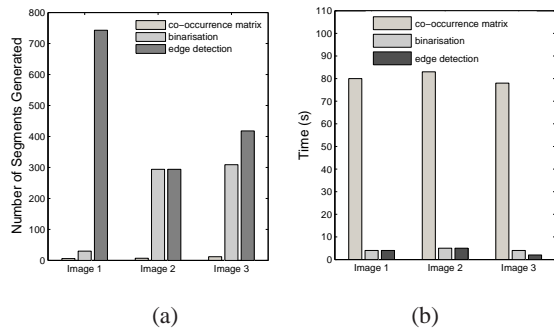 800
700
600
500
400
300
200
100
0
Number of Segments Generated
co-occurrence matrix
binarisation
edge detection
Image 1 Image 2 Image 3
(a)
110
100
90
80
70
60
50
40
30
20
10
0
Time (s)
co-occurrence matrix
binarisation
edge detection
Image 1 Image 2 Image 3
(b)